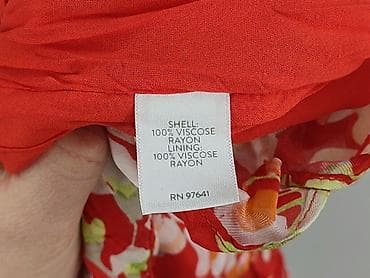 SHELL:
100% VISCOSE
RAYON
LINING:
100% VISCOSE
RAYON
RN 97641